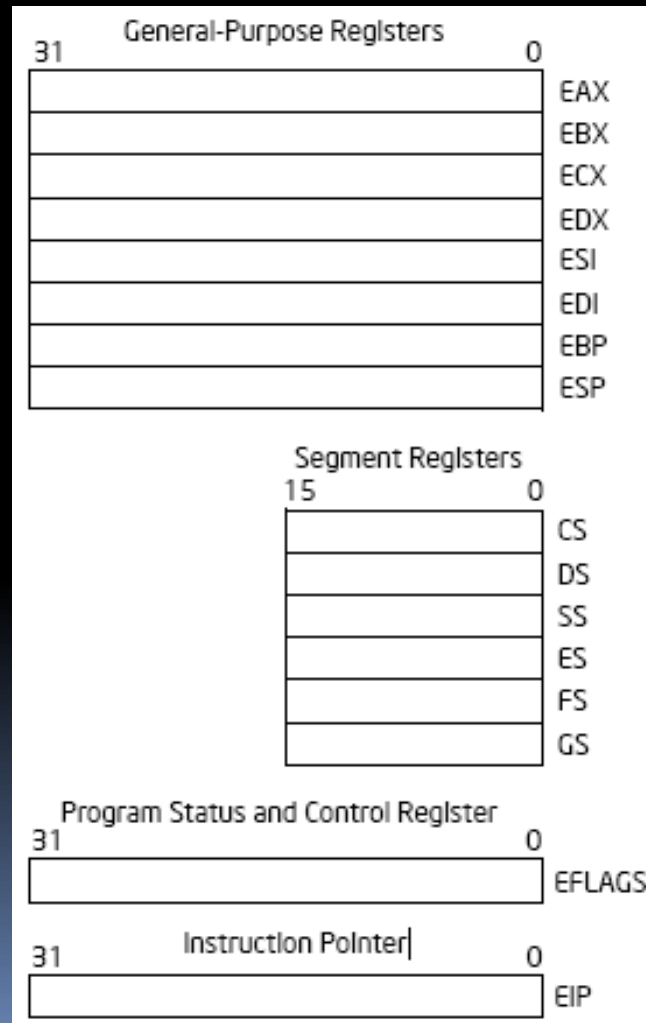 General-Purpose Registers
31 0
EAX
EBX
ECX
EDX
ESI
EDI
EBP
ESP
Segment Registers
15 0
CS
DS
SS
ES
FS
GS
Program Status and Control Register
31 0
EFLAGS
Instruction Pointer
31 0
EIP